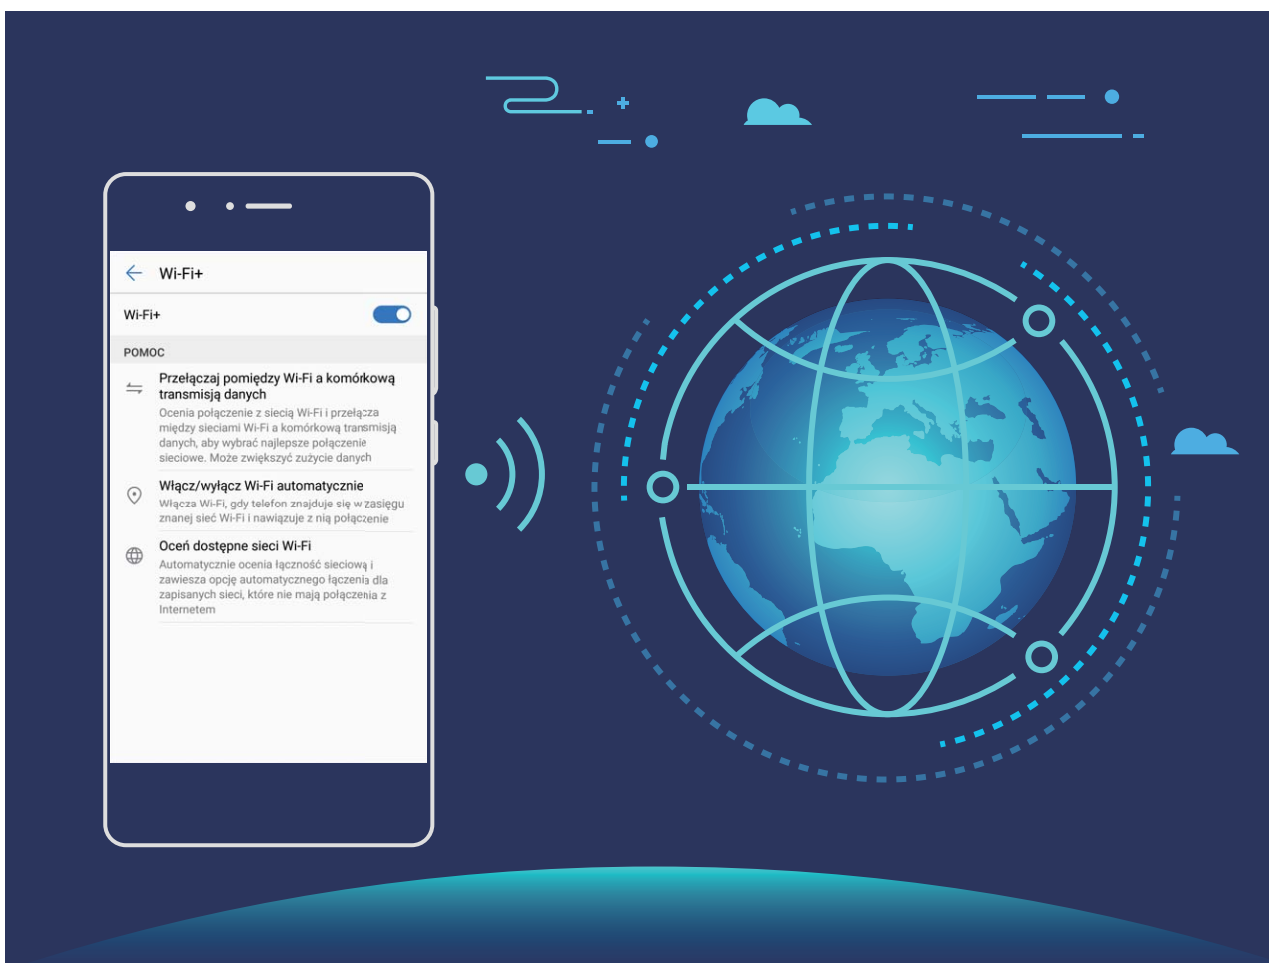 Wi-Fi+
Wi-Fi+
POMOC
Przełączaj pomiędzy Wi-Fi a komórkową
transmisją danych
Ocenia połączenie z siecią Wi-Fi i przełącza
między sieciami Wi-Fi a komórkową transmisją
danych, aby wybrać najlepsze połączenie
sieciowe. Może zwiększyć zużycie danych
Włącz/wyłącz Wi-Fi automatycznie
Włącza Wi-Fi, gdy telefon znajduje się w zasięgu
znanej sieć Wi-Fi i nawiązuje z nią połączenie
Oceń dostępne sieci Wi-Fi
Automatycznie ocenia łączność sieciową i
zawiesza opcję automatycznego łączenia dla
zapisanych sieci, które nie mają połączenia z
Internetem